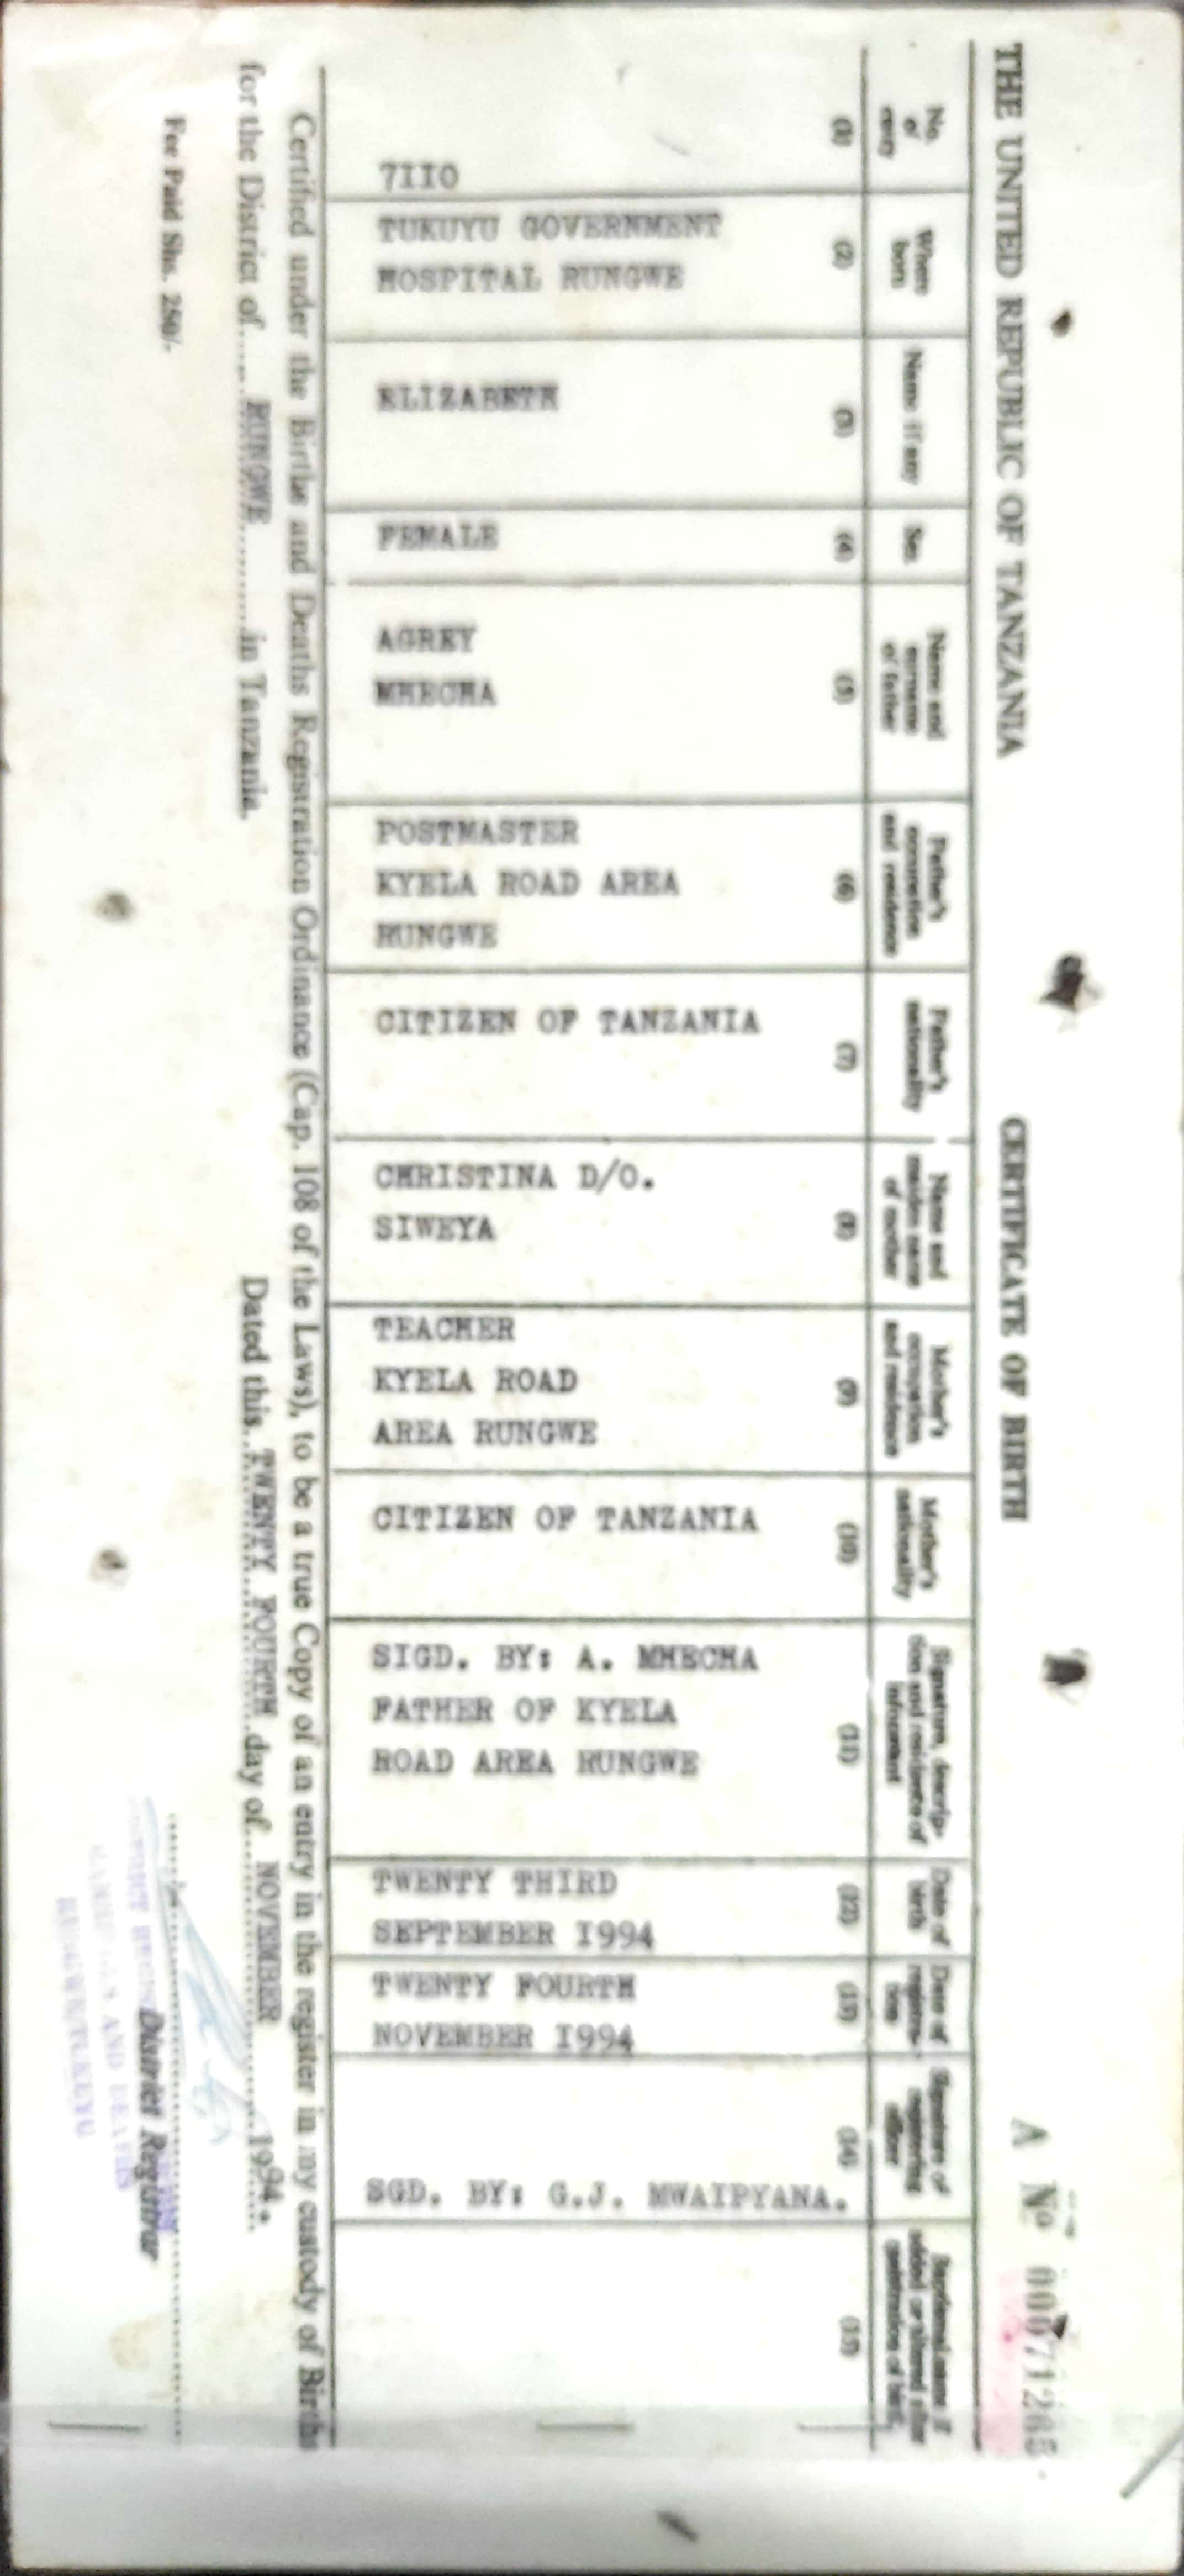 THE UNITED REPUBLIC OF TANZANIA
CERTIFICATE OF BIRTH
A № 00071268
No. of entry
(1)
7II0
Where born
(2)
TUKUYU GOVERNMENT
HOSPITAL RUNGWE
Name if any
(3)
ELIZABETH
Sex
(4)
FEMALE
Name and surname of father
(5)
AGREY
MHECHA
Father's occupation and residence
(6)
POSTMASTER
KYELA ROAD AREA
RUNGWE
Father's nationality
(7)
CITIZEN OF TANZANIA
Name and maiden name of mother
(8)
CHRISTINA D/O.
SIWEYA
Mother's occupation and residence
(9)
TEACHER
KYELA ROAD
AREA RUNGWE
Mother's nationality
(10)
CITIZEN OF TANZANIA
Signature, description and residence of informant
(11)
SIGD. BY: A. MHECHA
FATHER OF KYELA
ROAD AREA RUNGWE
Date of birth
(12)
TWENTY THIRD
SEPTEMBER I994
Date of registration
(13)
TWENTY FOURTH
NOVEMBER I994
Signature of registering officer
(14)
SGD. BY: G.J. MWAIPYANA.
Baptismal name if added or altered after registration of birth
(15)
Certified under the Births and Deaths Registration Ordinance (Cap. 108 of the Laws), to be a true Copy of an entry in the register in my custody of Births
for the District of RUNGWE in Tanzania.
Dated this TWENTY FOURTH day of NOVEMBER 1994.
Fee Paid Shs. 250/-
District Registrar
AND DEATHS
RUNGWE/TUKUYU